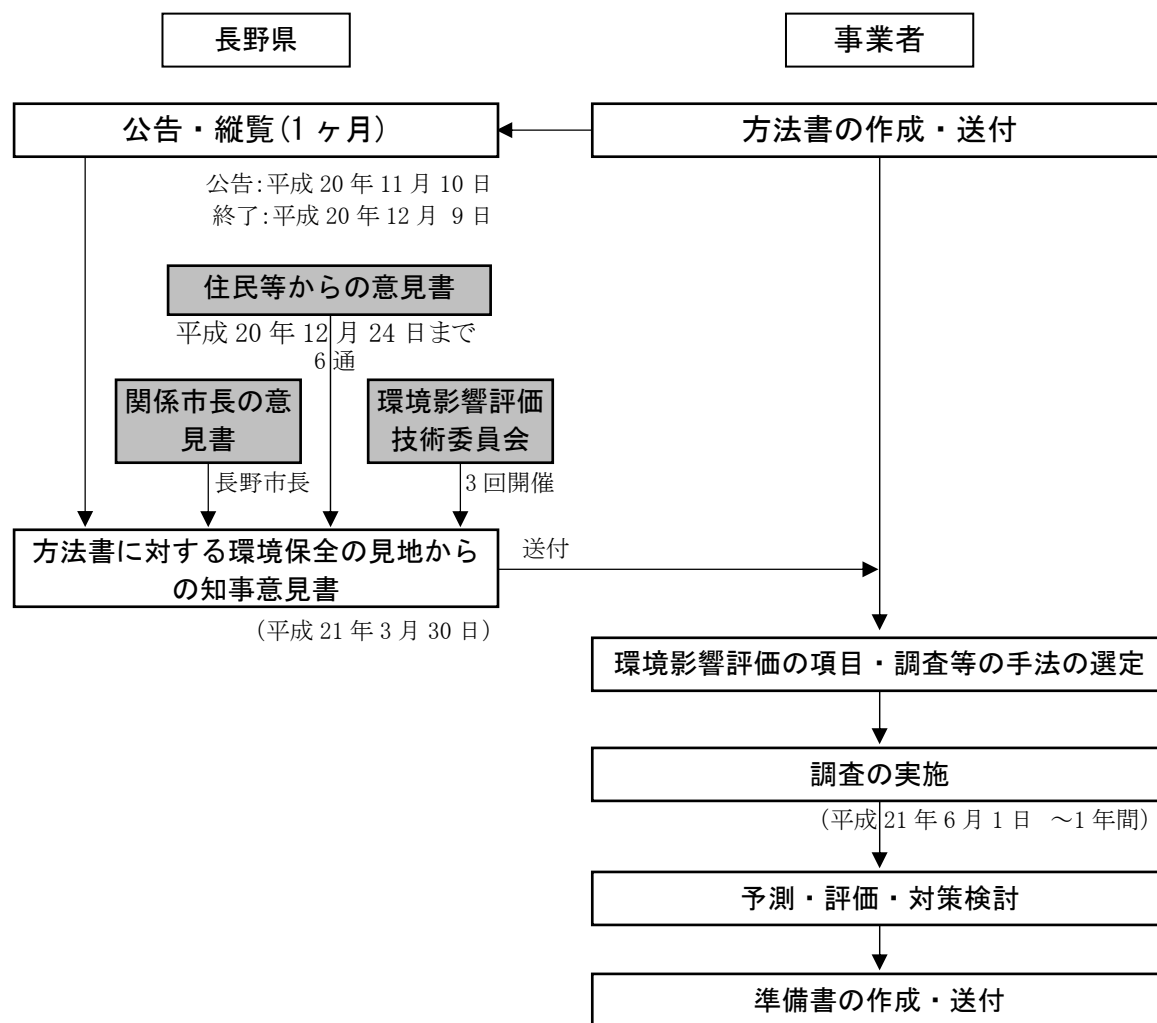 長野県
事業者
公告・縦覧(1ヶ月)
方法書の作成・送付
公告:平成20年11月10日
終了:平成20年12月 9日
住民等からの意見書
平成20年12月24日まで
6通
関係市長の意
見書
環境影響評価
技術委員会
長野市長
3回開催
方法書に対する環境保全の見地から
の知事意見書
送付
(平成21年3月30日)
環境影響評価の項目・調査等の手法の選定
調査の実施
(平成21年6月1日 ～1年間)
予測・評価・対策検討
準備書の作成・送付